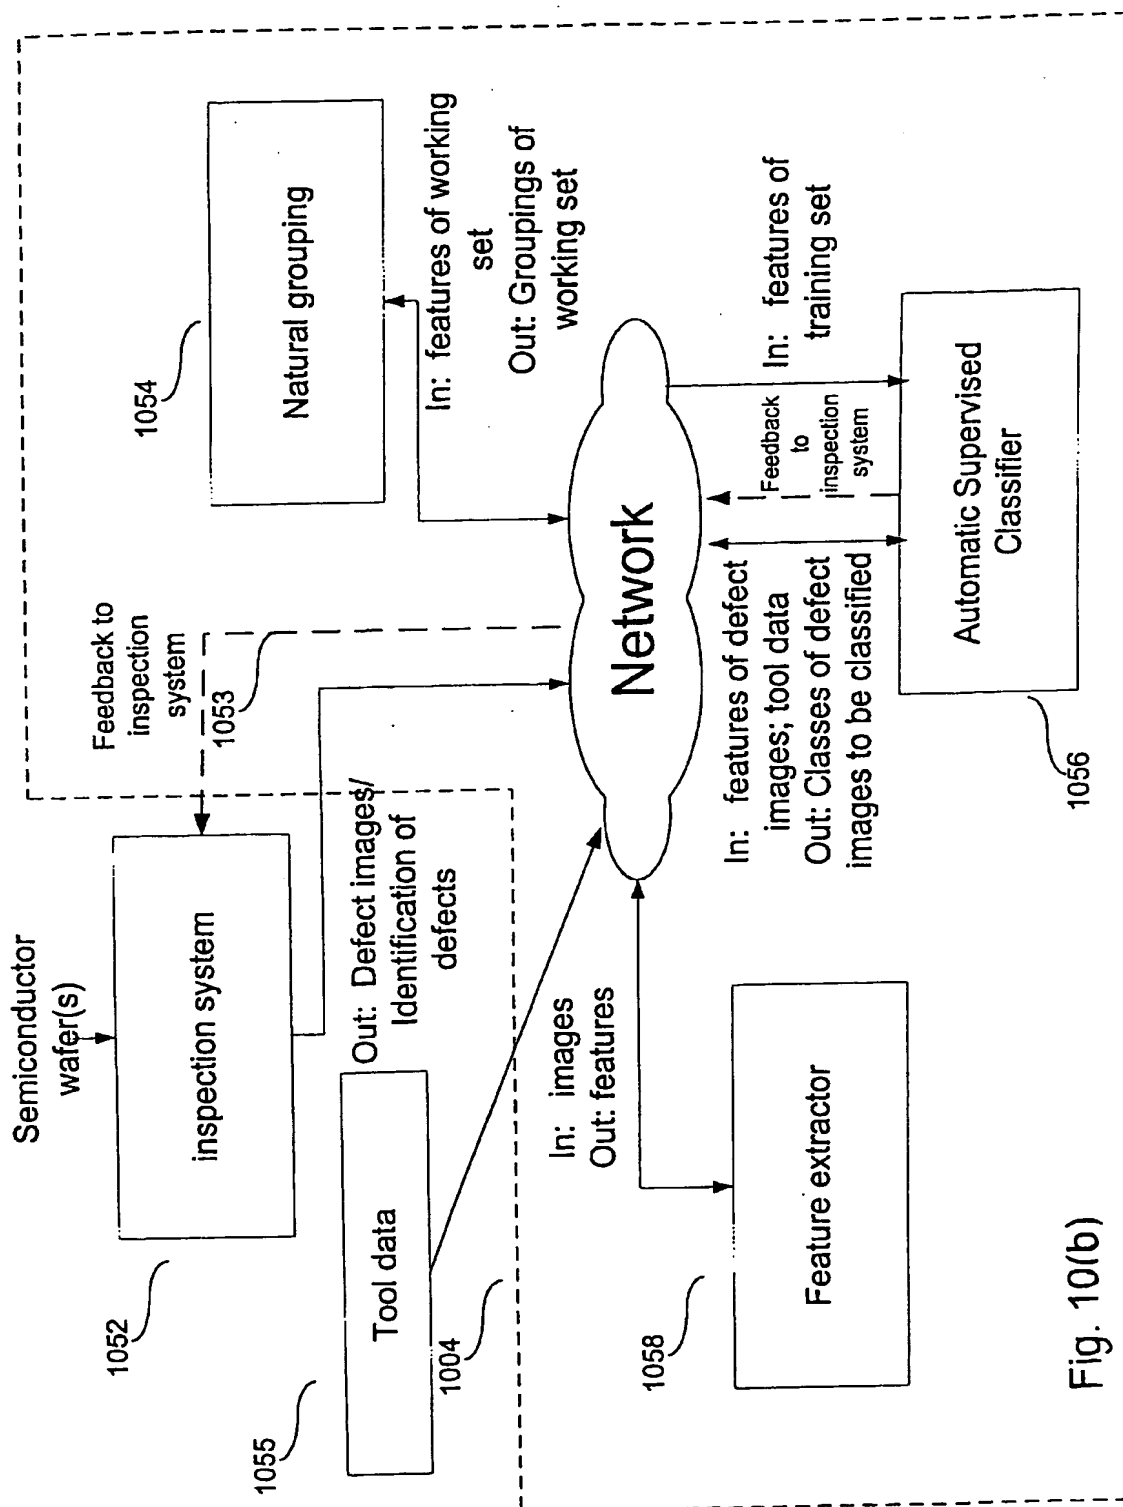 Semiconductor
wafer(s)
inspection system
1052
Feedback to
inspection
system
1053
1054
Natural grouping
In: features of working
set
Out: Groupings of
working set
1055
Tool data
Out: Defect images/
Identification of
defects
1004
Network
In: images
Out: features
1058
Feature extractor
In: features of defect
images; tool data
Out: Classes of defect
images to be classified
Feedback
to
inspection
system
In: features of
training set
Automatic Supervised
Classifier
1056
Fig. 10(b)